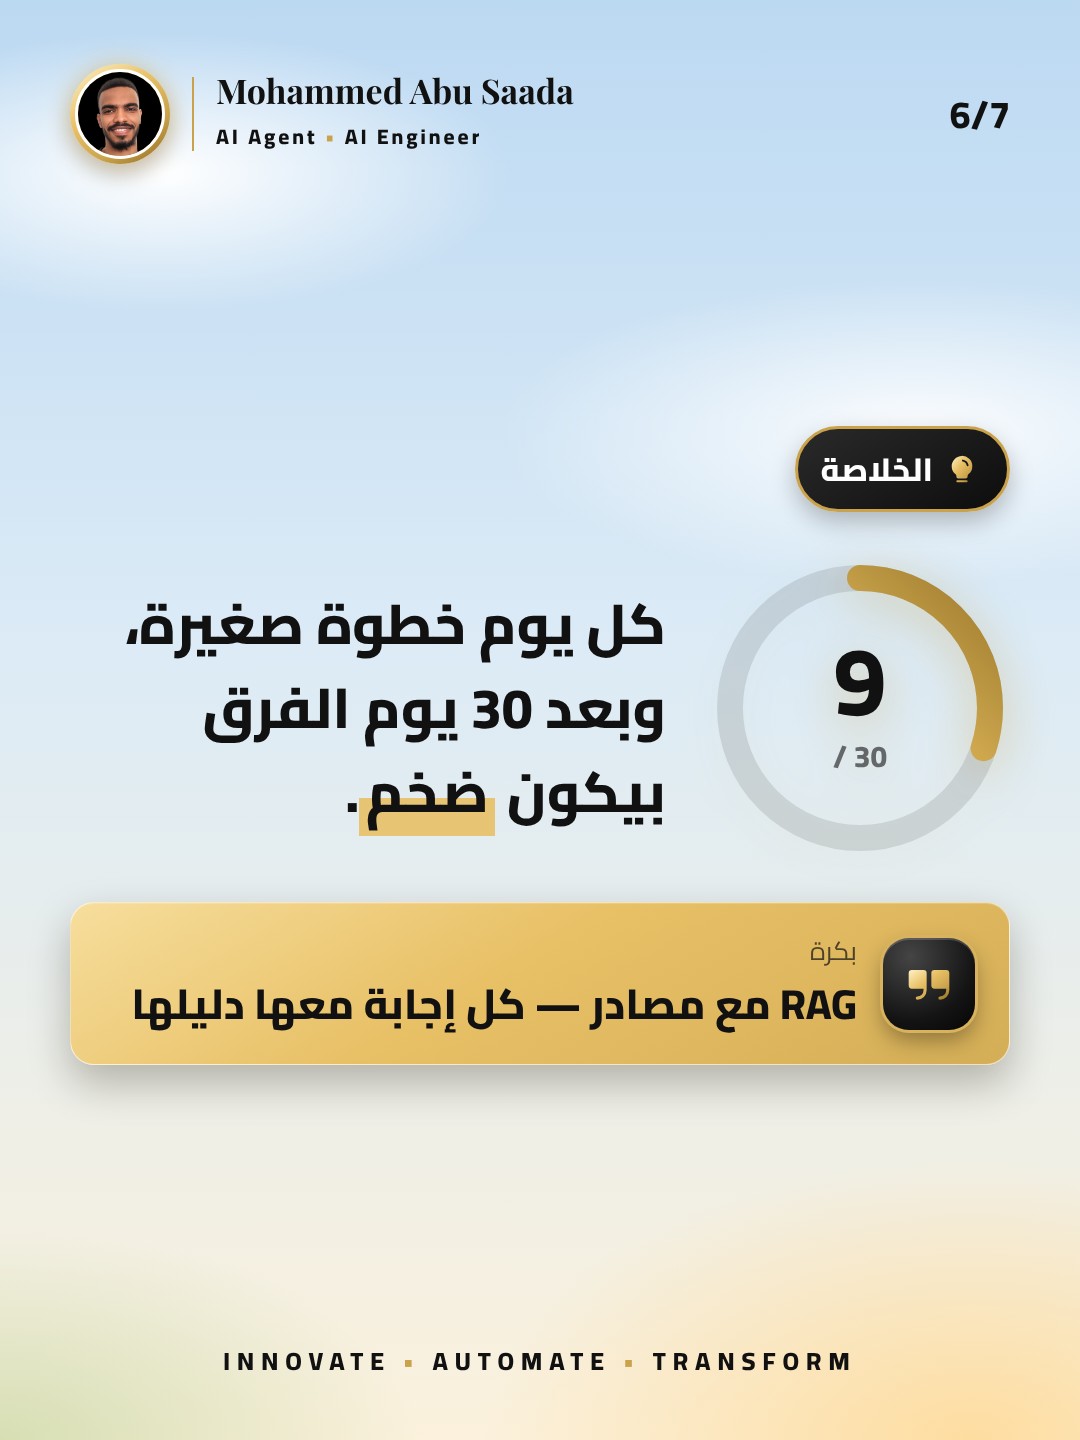 Mohammed Abu Saada
AI Agent ▪ AI Engineer
6/7
الخلاصة
9
/ 30
كل يوم خطوة صغيرة،
وبعد 30 يوم الفرق
بيكون ضخم.
بكرة
RAG مع مصادر — كل إجابة معها دليلها
INNOVATE ▪ AUTOMATE ▪ TRANSFORM